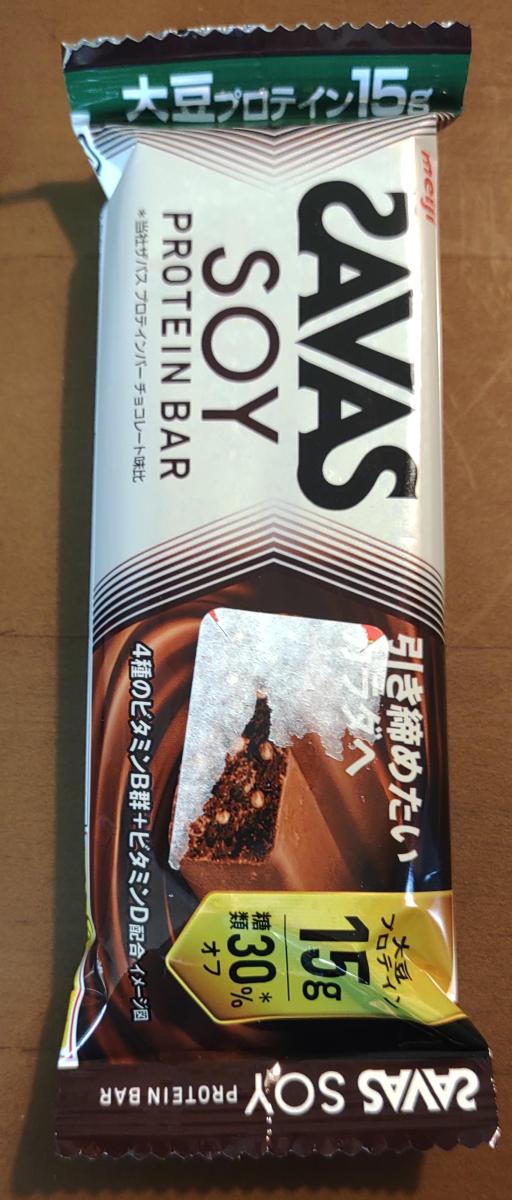 大豆プロテイン15g
meiji
SAVAS
SOY
PROTEIN BAR
*当社ザバス プロテインバー チョコレート味比
引き締めたい
カラダへ
4種のビタミンB群+ビタミンD配合
イメージ図
大豆
プロテイン
15g
糖類
30%*
オフ
SAVAS SOY PROTEIN BAR